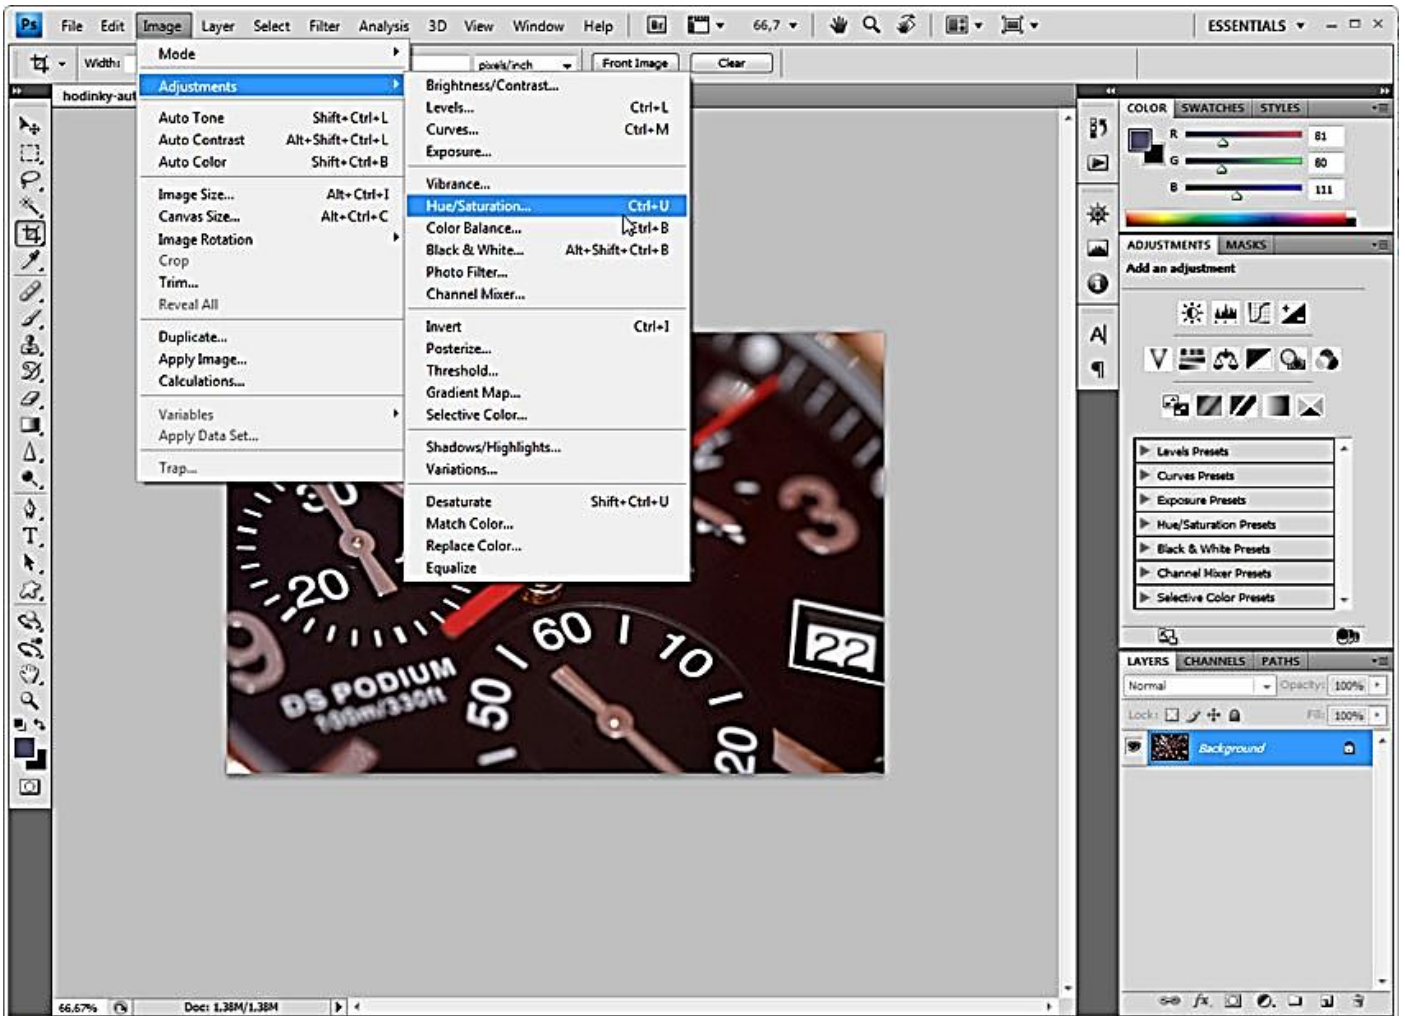 Ps File Edit Image Layer Select Filter Analysis 3D View Window Help Br 66,7 ESSENTIALS
Width: pixels/inch Front Image Clear
hodinky-aut
Mode
Adjustments
Auto Tone Shift+Ctrl+L
Auto Contrast Alt+Shift+Ctrl+L
Auto Color Shift+Ctrl+B
Image Size... Alt+Ctrl+I
Canvas Size... Alt+Ctrl+C
Image Rotation
Crop
Trim...
Reveal All
Duplicate...
Apply Image...
Calculations...
Variables
Apply Data Set...
Trap...
Brightness/Contrast...
Levels... Ctrl+L
Curves... Ctrl+M
Exposure...
Vibrance...
Hue/Saturation... Ctrl+U
Color Balance... Ctrl+B
Black & White... Alt+Shift+Ctrl+B
Photo Filter...
Channel Mixer...
Invert Ctrl+I
Posterize...
Threshold...
Gradient Map...
Selective Color...
Shadows/Highlights...
Variations...
Desaturate Shift+Ctrl+U
Match Color...
Replace Color...
Equalize
30
20
9
3
DS PODIUM
100m/330ft
60
10
50
20
22
COLOR SWATCHES STYLES
R 81
G 80
B 111
ADJUSTMENTS MASKS
Add an adjustment
Levels Presets
Curves Presets
Exposure Presets
Hue/Saturation Presets
Black & White Presets
Channel Mixer Presets
Selective Color Presets
LAYERS CHANNELS PATHS
Normal Opacity: 100%
Lock: Fill: 100%
Background
66.67% Doc: 1.38M/1.38M